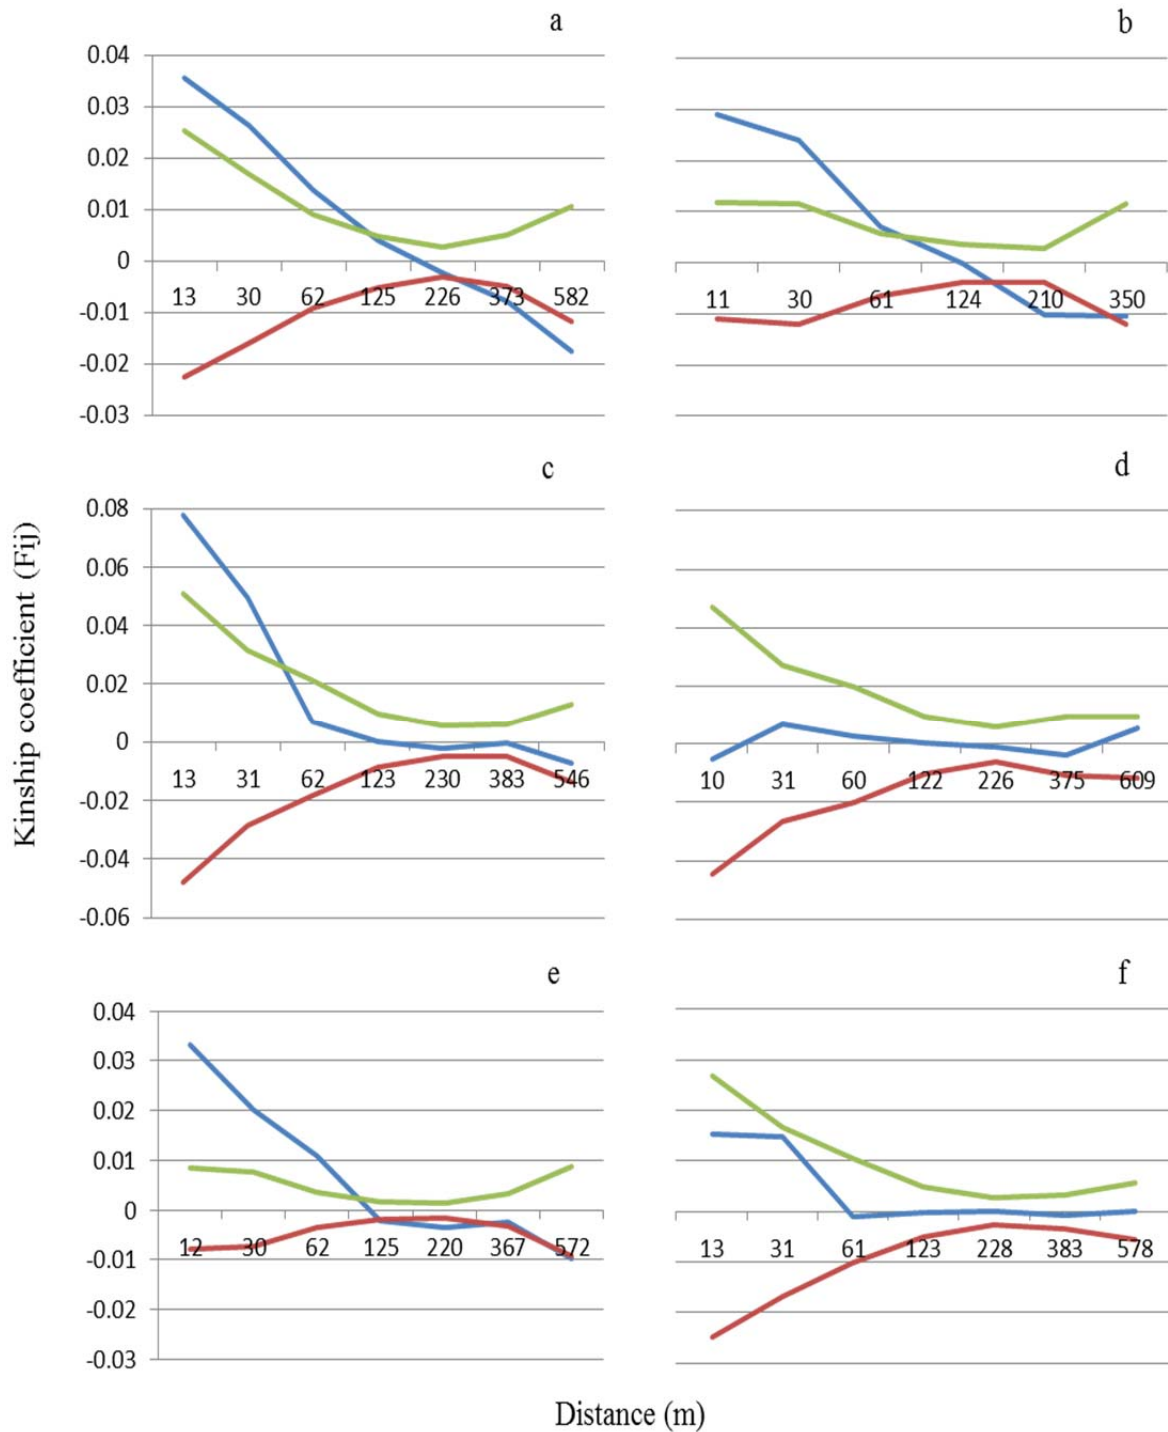 a
b
0.04
0.03
0.02
0.01
0
-0.01
-0.02
-0.03
13 30 62 125 226 373 582
11 30 61 124 210 350
c
d
0.08
0.06
0.04
0.02
0
-0.02
-0.04
-0.06
13 31 62 123 230 383 546
10 31 60 122 226 375 609
e
f
0.04
0.03
0.02
0.01
0
-0.01
-0.02
-0.03
12 30 62 125 220 367 572
13 31 61 123 228 383 578
Kinship coefficient (Fij)
Distance (m)